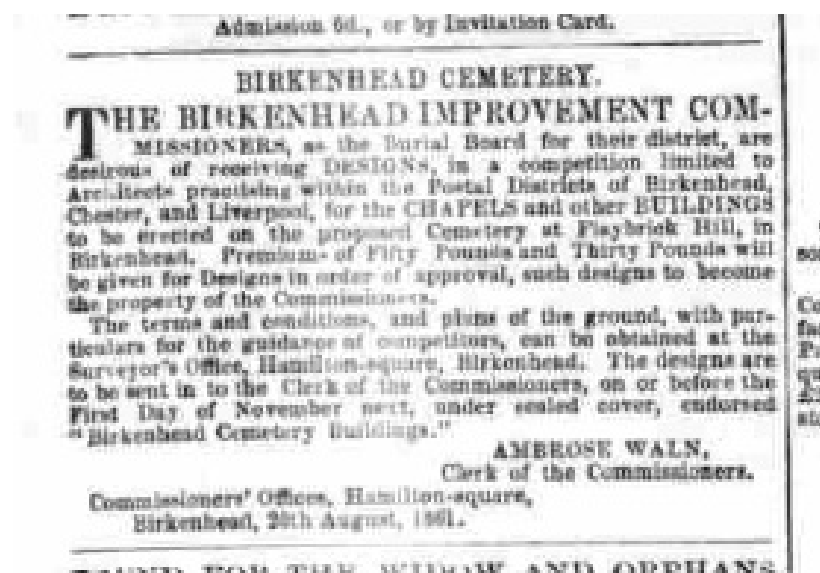 Admission 6d., or by Invitation Card.
BIRKENHEAD CEMETERY.
THE BIRKENHEAD IMPROVEMENT COM-
MISSIONERS, as the Burial Board for their district, are
desirous of receiving DESIGNS, in a competition limited to
Architects practising within the Postal Districts of Birkenhead,
Chester, and Liverpool, for the CHAPELS and other BUILDINGS
to be erected on the proposed Cemetery at Flaybrick Hill, in
Birkenhead. Premiums of Fifty Pounds and Thirty Pounds will
be given for Designs in order of approval, such designs to become
the property of the Commissioners.
The terms and conditions, and plans of the ground, with par-
ticulars for the guidance of competitors, can be obtained at the
Surveyor's Office, Hamilton-square, Birkenhead. The designs are
to be sent in to the Clerk of the Commissioners, on or before the
First Day of November next, under sealed cover, endorsed
"Birkenhead Cemetery Buildings."
AMBROSE WALN,
Clerk of the Commissioners.
Commissioners' Offices, Hamilton-square,
Birkenhead, 20th August, 1861.
FOR THE WIDOW AND ORPHANS